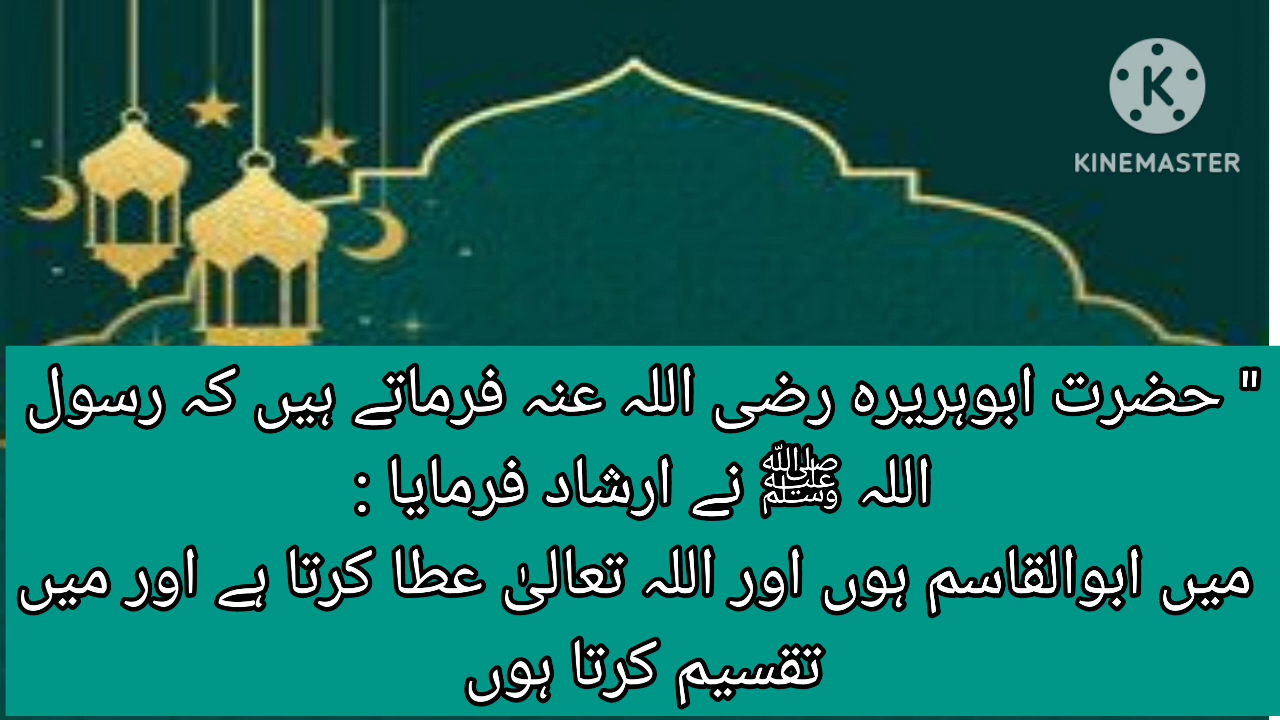 KINEMASTER
" حضرت ابوہریرہ رضی اللہ عنہ فرماتے ہیں کہ رسول
اللہ ﷺ نے ارشاد فرمایا :
میں ابوالقاسم ہوں اور اللہ تعالیٰ عطا کرتا ہے اور میں
تقسیم کرتا ہوں